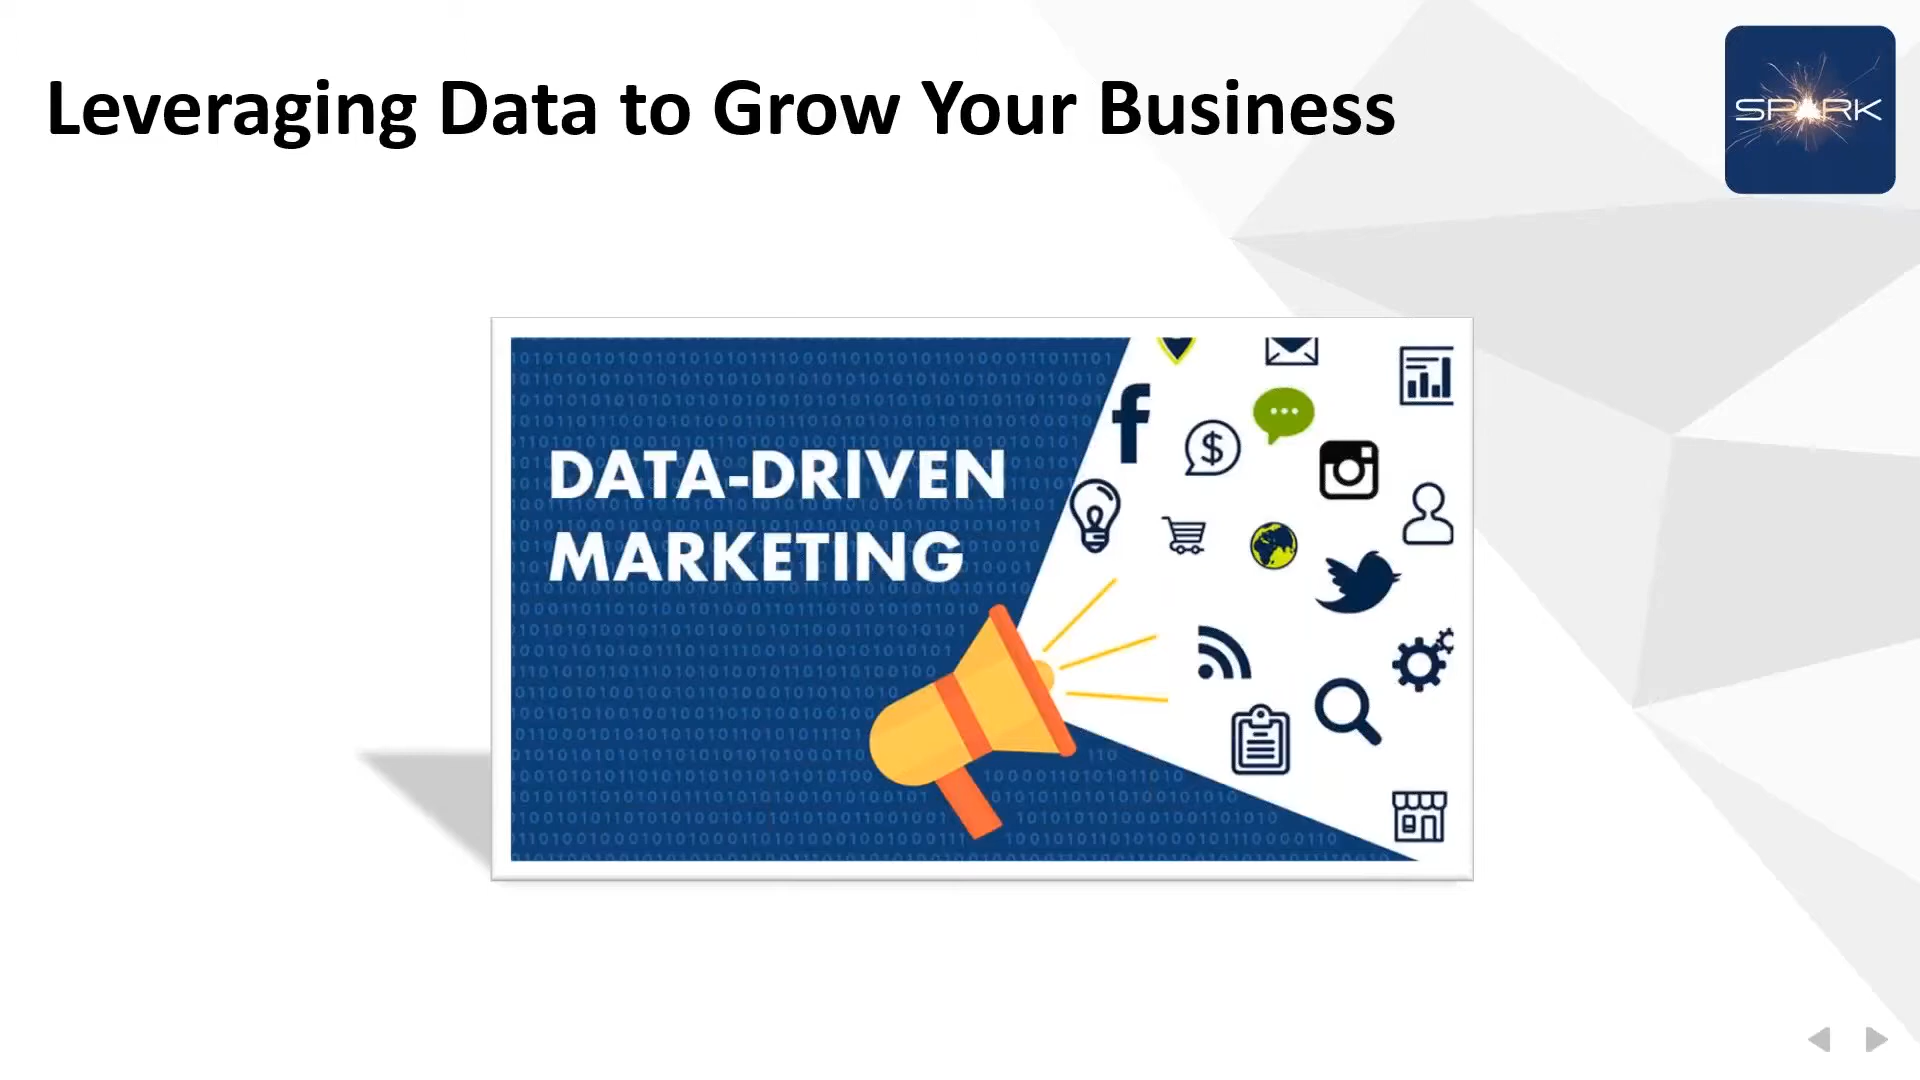 Leveraging Data to Grow Your Business
SPARK
DATA-DRIVEN
MARKETING